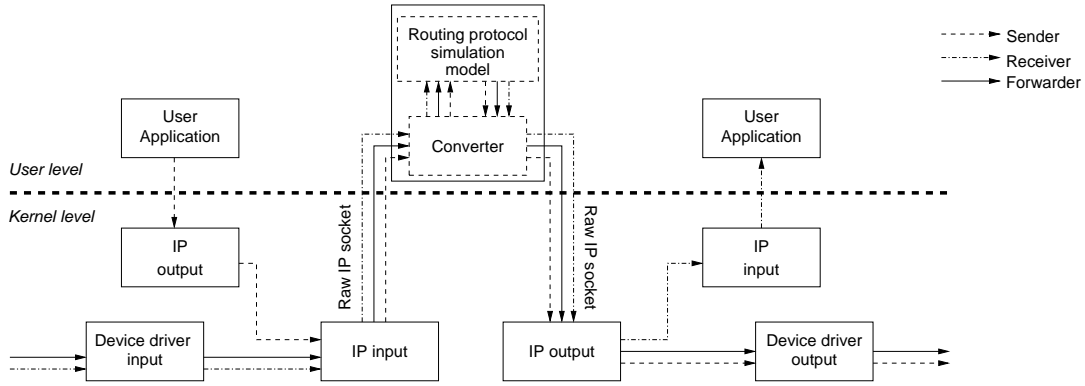 Routing protocol
simulation
model
Sender
Receiver
Forwarder
User
Application
User
Application
Converter
User level
Kernel level
Raw IP socket
Raw IP socket
IP
output
IP
input
Device driver
input
IP input
IP output
Device driver
output